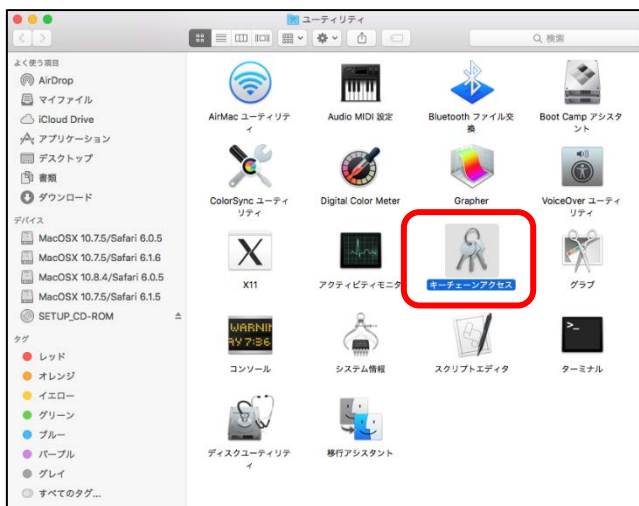 ユーティリティ
検索
よく使う項目
AirDrop
マイファイル
iCloud Drive
アプリケーション
デスクトップ
書類
ダウンロード
デバイス
MacOSX 10.7.5/Safari 6.0.5
MacOSX 10.7.5/Safari 6.1.6
MacOSX 10.8.4/Safari 6.0.5
MacOSX 10.7.5/Safari 6.1.5
SETUP_CD-ROM
タグ
レッド
オレンジ
イエロー
グリーン
ブルー
パープル
グレイ
すべてのタグ...
AirMac ユーティリテ
ィ
Audio MIDI 設定
Bluetooth ファイル交
換
Boot Camp アシスタ
ント
ColorSync ユーティ
リティ
Digital Color Meter
Grapher
VoiceOver ユーティ
リティ
X11
アクティビティモニタ
キーチェーンアクセス
グラブ
WARNIN
AY 7:36
コンソール
システム情報
スクリプトエディタ
ターミナル
ディスクユーティリテ
ィ
移行アシスタント